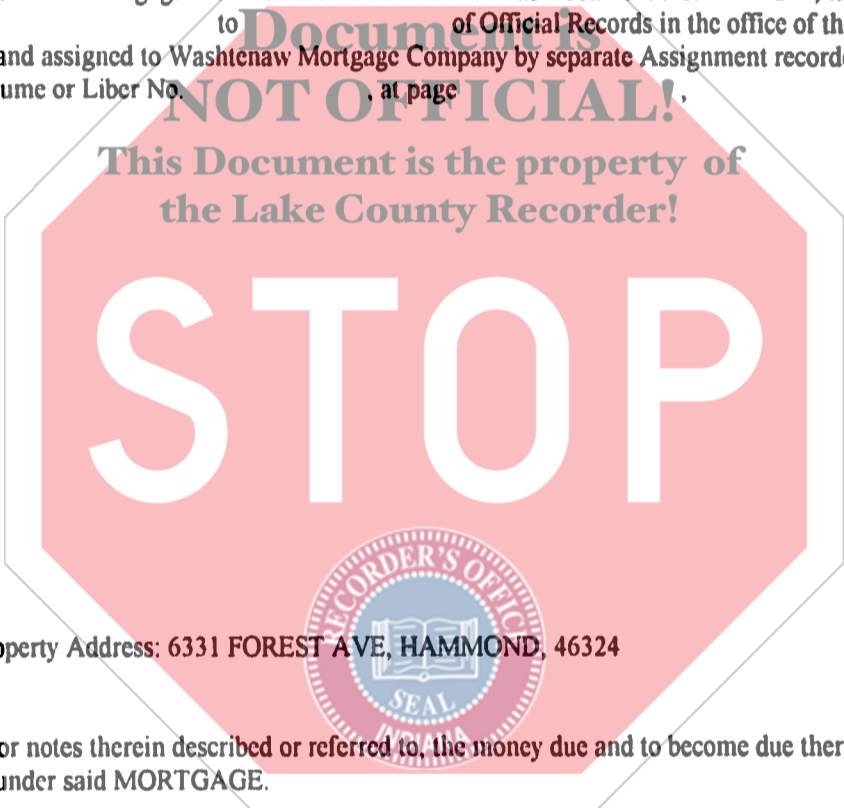 to of Official Records in the office of th
Document is
and assigned to Washtenaw Mortgage Company by separate Assignment recorde
ume or Liber No. , at page ,
NOT OFFICIAL!
This Document is the property of
the Lake County Recorder!
STOP
RECORDER'S OFFICE
operty Address: 6331 FOREST AVE, HAMMOND, 46324
SEAL
INDIANA
or notes therein described or referred to, the money due and to become due ther
under said MORTGAGE.